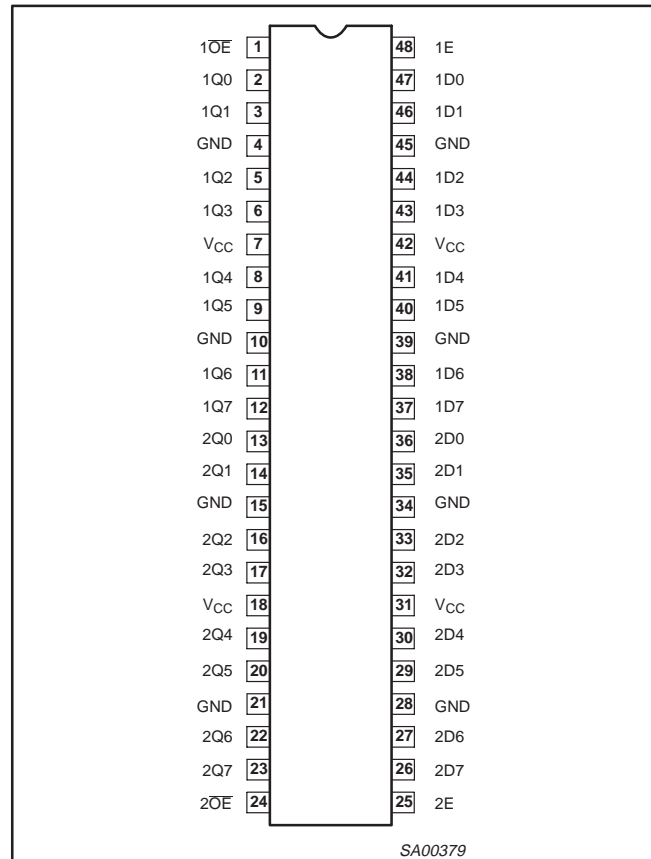 1O̅E̅ 1 48 1E
1Q0 2 47 1D0
1Q1 3 46 1D1
GND 4 45 GND
1Q2 5 44 1D2
1Q3 6 43 1D3
VCC 7 42 VCC
1Q4 8 41 1D4
1Q5 9 40 1D5
GND 10 39 GND
1Q6 11 38 1D6
1Q7 12 37 1D7
2Q0 13 36 2D0
2Q1 14 35 2D1
GND 15 34 GND
2Q2 16 33 2D2
2Q3 17 32 2D3
VCC 18 31 VCC
2Q4 19 30 2D4
2Q5 20 29 2D5
GND 21 28 GND
2Q6 22 27 2D6
2Q7 23 26 2D7
2O̅E̅ 24 25 2E
SA00379